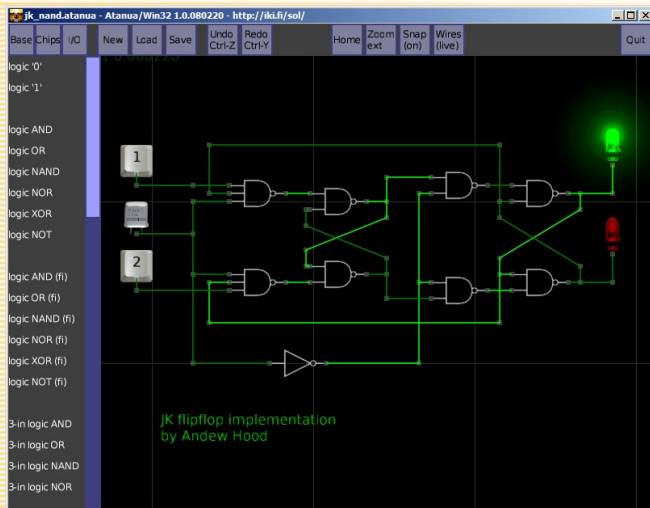 jk_nand.atanua - Atanua/Win32 1.0.080220 - http://iki.fi/sol/
Base Chips I/O New Load Save Undo Ctrl-Z Redo Ctrl-Y Home Zoom ext Snap (on) Wires (live) Quit
1.0.080220
logic '0'
logic '1'
logic AND
logic OR
logic NAND
logic NOR
logic XOR
logic NOT
logic AND (fi)
logic OR (fi)
logic NAND (fi)
logic NOR (fi)
logic XOR (fi)
logic NOT (fi)
3-in logic AND
3-in logic OR
3-in logic NAND
3-in logic NOR
1
2
JK flipflop implementation
by Andew Hood